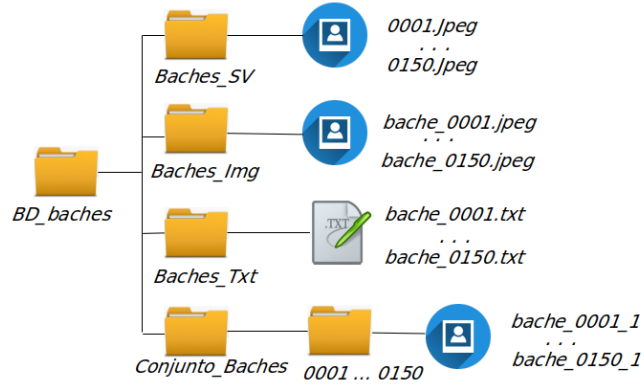 0001.Jpeg
. . .
0150.Jpeg
Baches_SV
bache_0001.jpeg
. . .
bache_0150.jpeg
Baches_Img
BD_baches
bache_0001.txt
. . .
bache_0150.txt
.TXT
Baches_Txt
bache_0001_1
. . .
bache_0150_1
Conjunto_Baches
0001 ... 0150